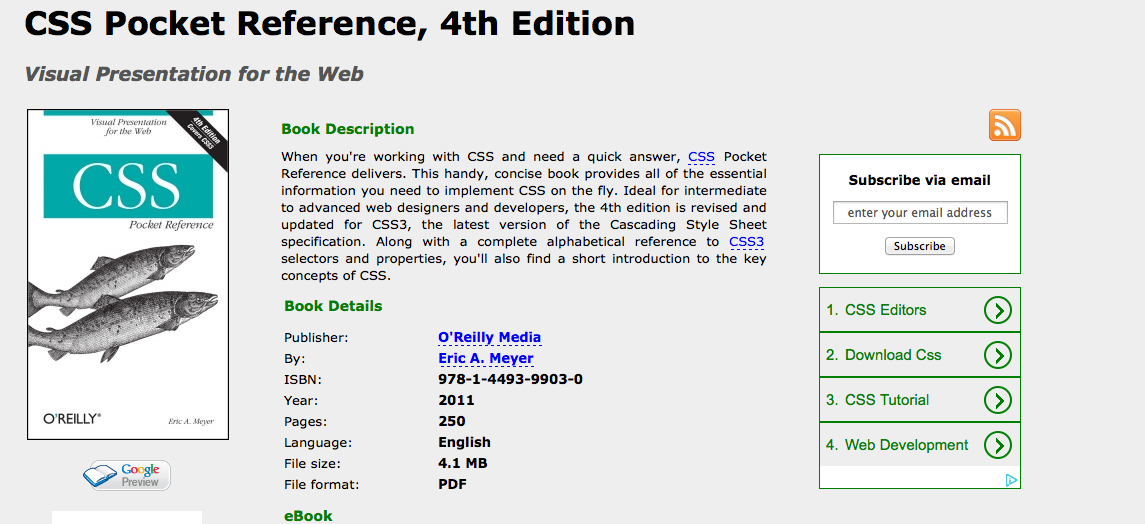 CSS Pocket Reference, 4th Edition
Visual Presentation for the Web
Visual Presentation
for the Web
4th Edition
Covers CSS3
CSS
Pocket Reference
O'REILLY®
Eric A. Meyer
Google
Preview
Book Description
When you're working with CSS and need a quick answer, CSS Pocket
Reference delivers. This handy, concise book provides all of the essential
information you need to implement CSS on the fly. Ideal for intermediate
to advanced web designers and developers, the 4th edition is revised and
updated for CSS3, the latest version of the Cascading Style Sheet
specification. Along with a complete alphabetical reference to CSS3
selectors and properties, you'll also find a short introduction to the key
concepts of CSS.
Book Details
Publisher: O'Reilly Media
By: Eric A. Meyer
ISBN: 978-1-4493-9903-0
Year: 2011
Pages: 250
Language: English
File size: 4.1 MB
File format: PDF
eBook
Subscribe via email
enter your email address
Subscribe
1. CSS Editors
2. Download Css
3. CSS Tutorial
4. Web Development